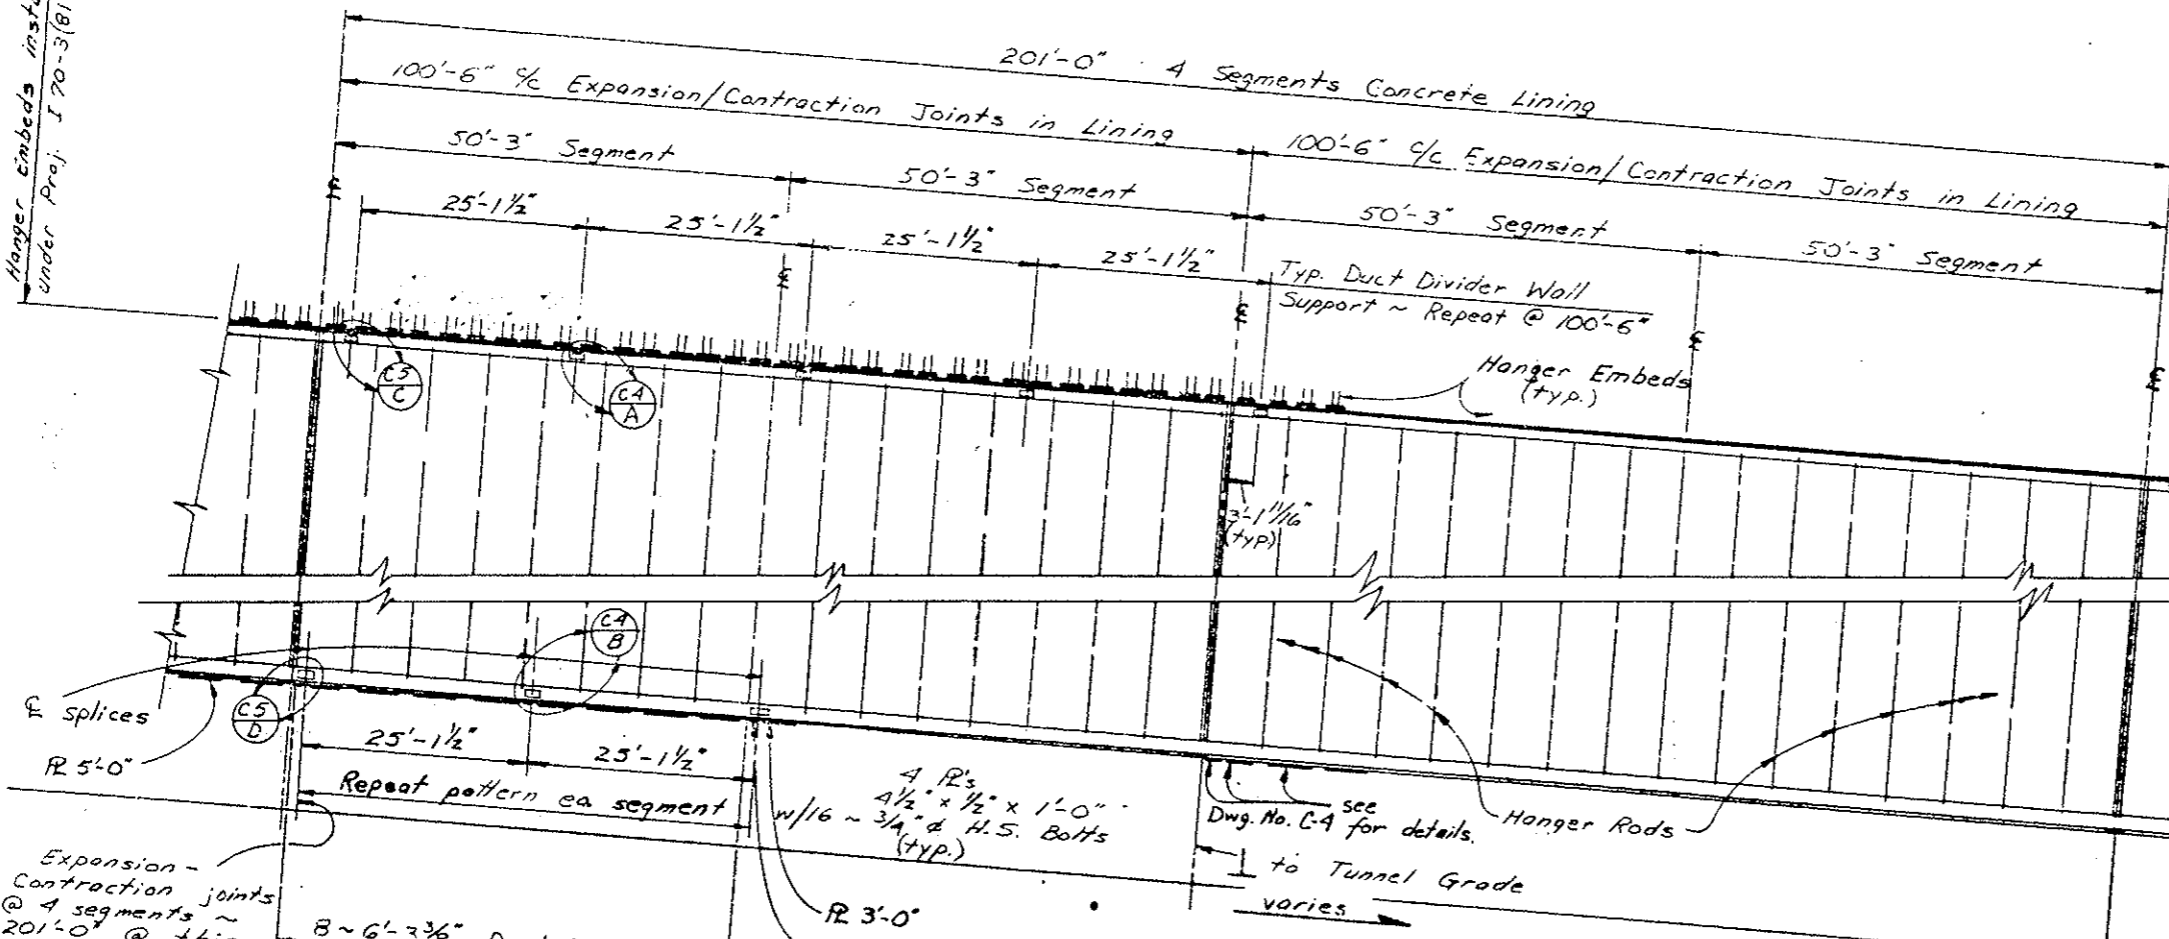 Hanger Embeds
under Proj. I 70-3(81
201'-0" 4 Segments Concrete Lining
100'-6" c/c Expansion/Contraction Joints in Lining
100'-6" c/c Expansion/Contraction Joints in Lining
50'-3" Segment
50'-3" Segment
50'-3" Segment
50'-3" Segment
25'-1½"
25'-1½"
25'-1½"
25'-1½"
Typ. Duct Divider Wall
Support ~ Repeat @ 100'-6"
Hanger Embeds
(typ.)
C5
C
C4
A
3'-1 11/16"
(typ)
C4
B
C5
D
℄ splices
PL 5'-0"
25'-1½"
25'-1½"
Repeat pattern ea segment
4 PL's
4½" x ½" x 1'-0"
w/16 ~ ¾" ø H.S. Bolts
(typ.)
see
Dwg. No. C-4 for details.
Hanger Rods
⊥ to Tunnel Grade
varies
PL 3'-0"
Expansion-
Contraction joints
@ 4 segments ~
201'-0" @
8 ~ 6'-3⅜"